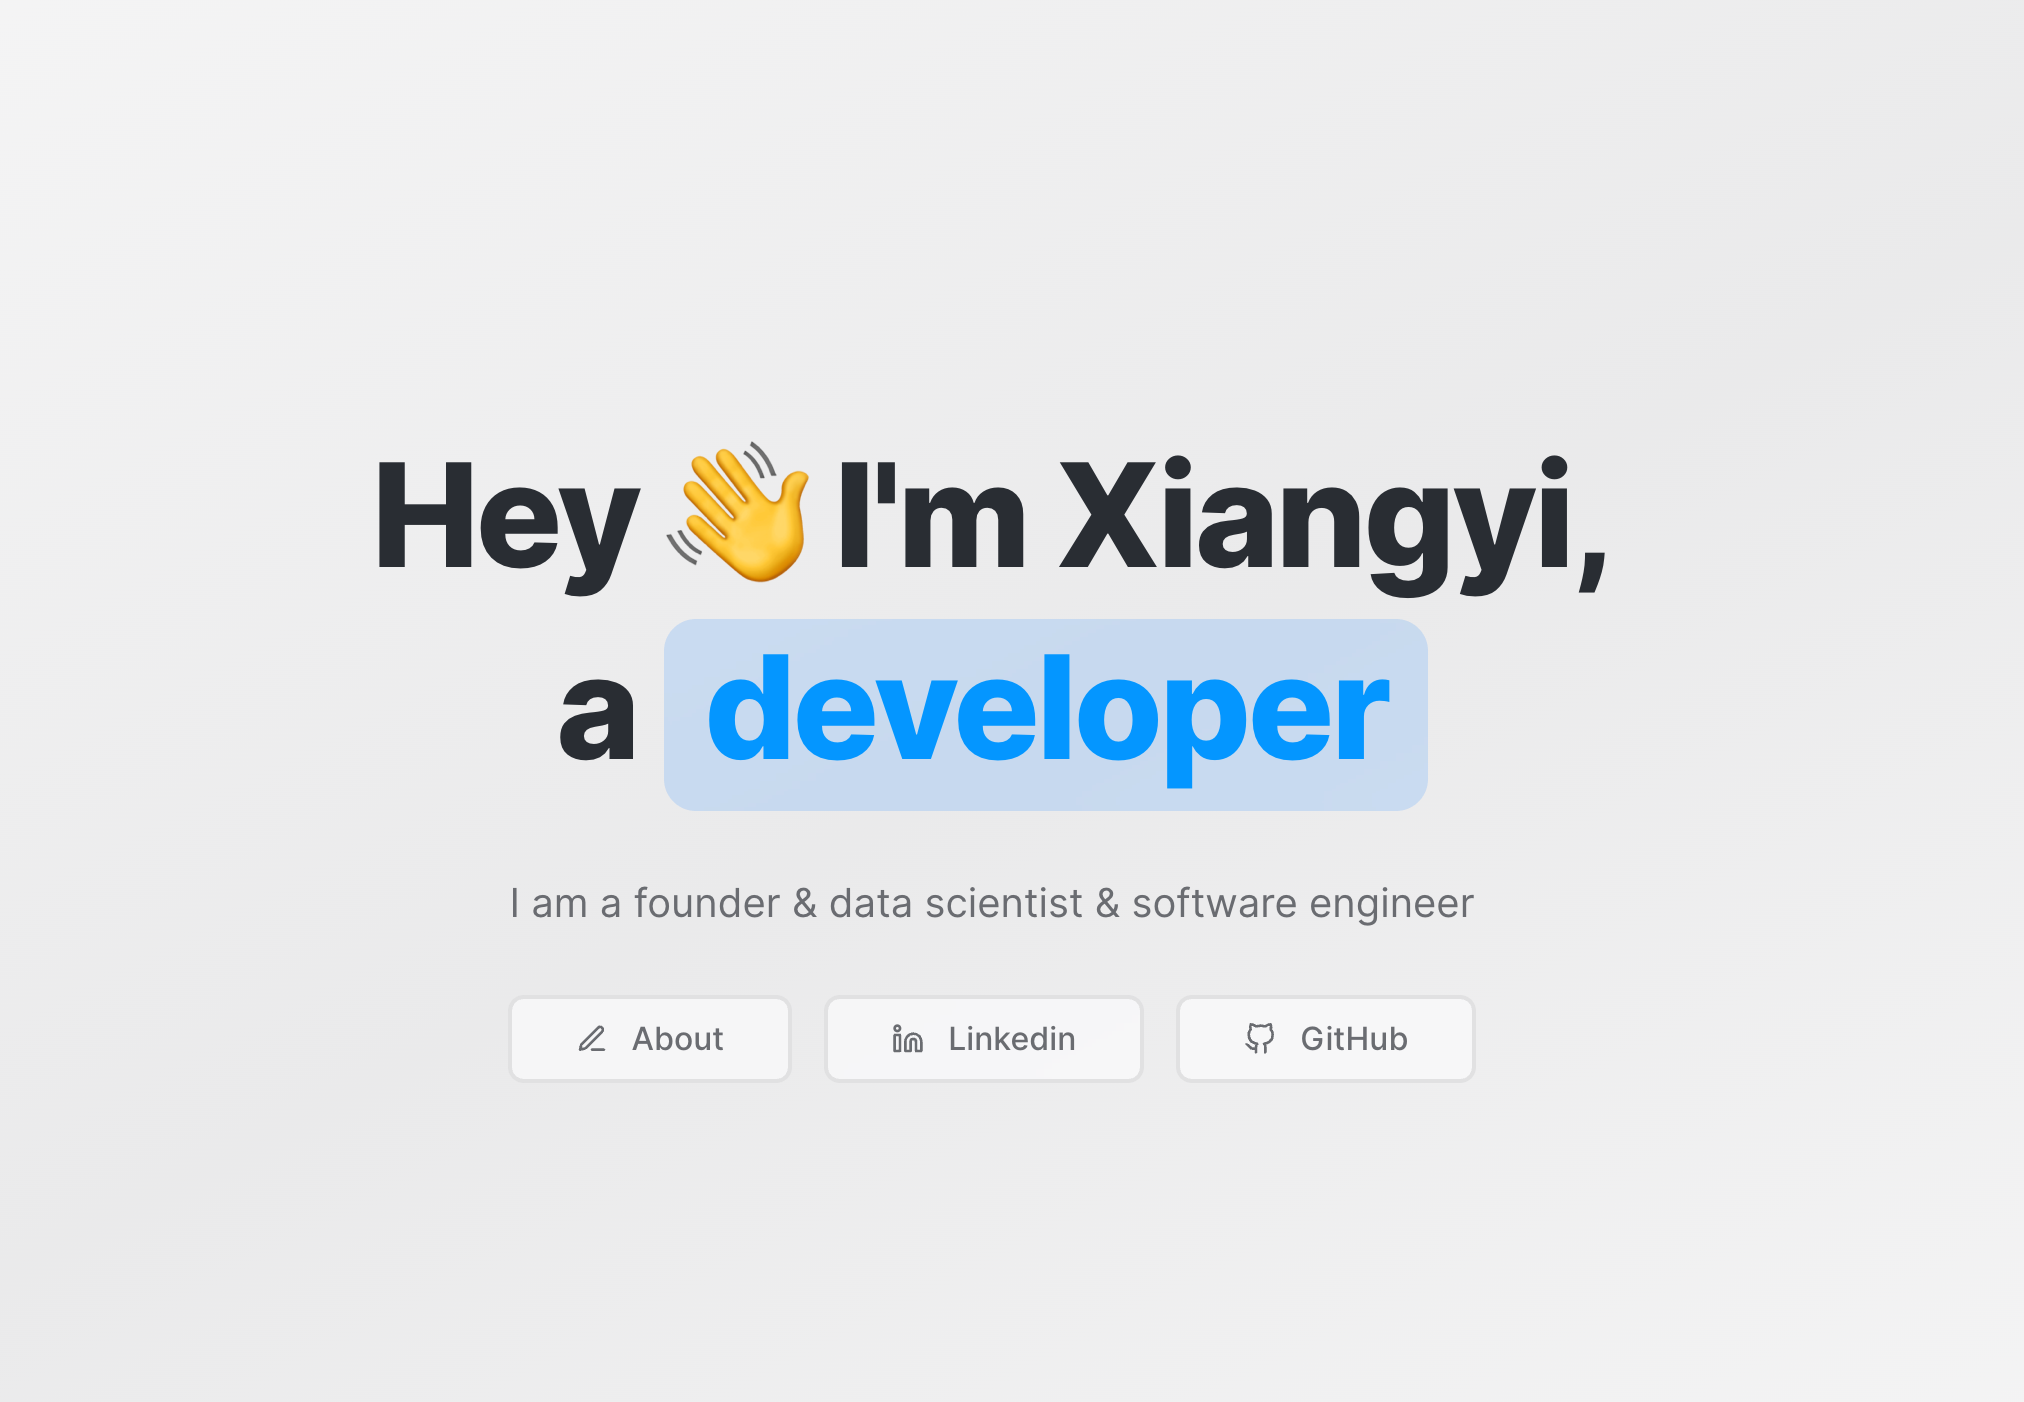 Hey 👋 I'm Xiangyi,
a developer
I am a founder & data scientist & software engineer
About
Linkedin
GitHub